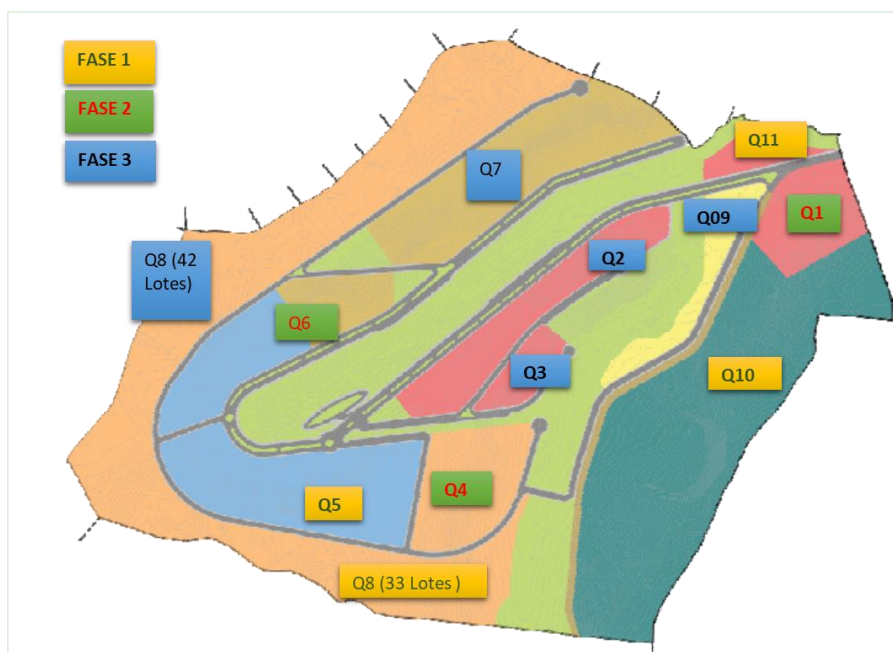 FASE 1
FASE 2
FASE 3
Q11
Q7
Q1
Q09
Q2
Q8 (42
Lotes)
Q6
Q3
Q10
Q4
Q5
Q8 (33 Lotes )